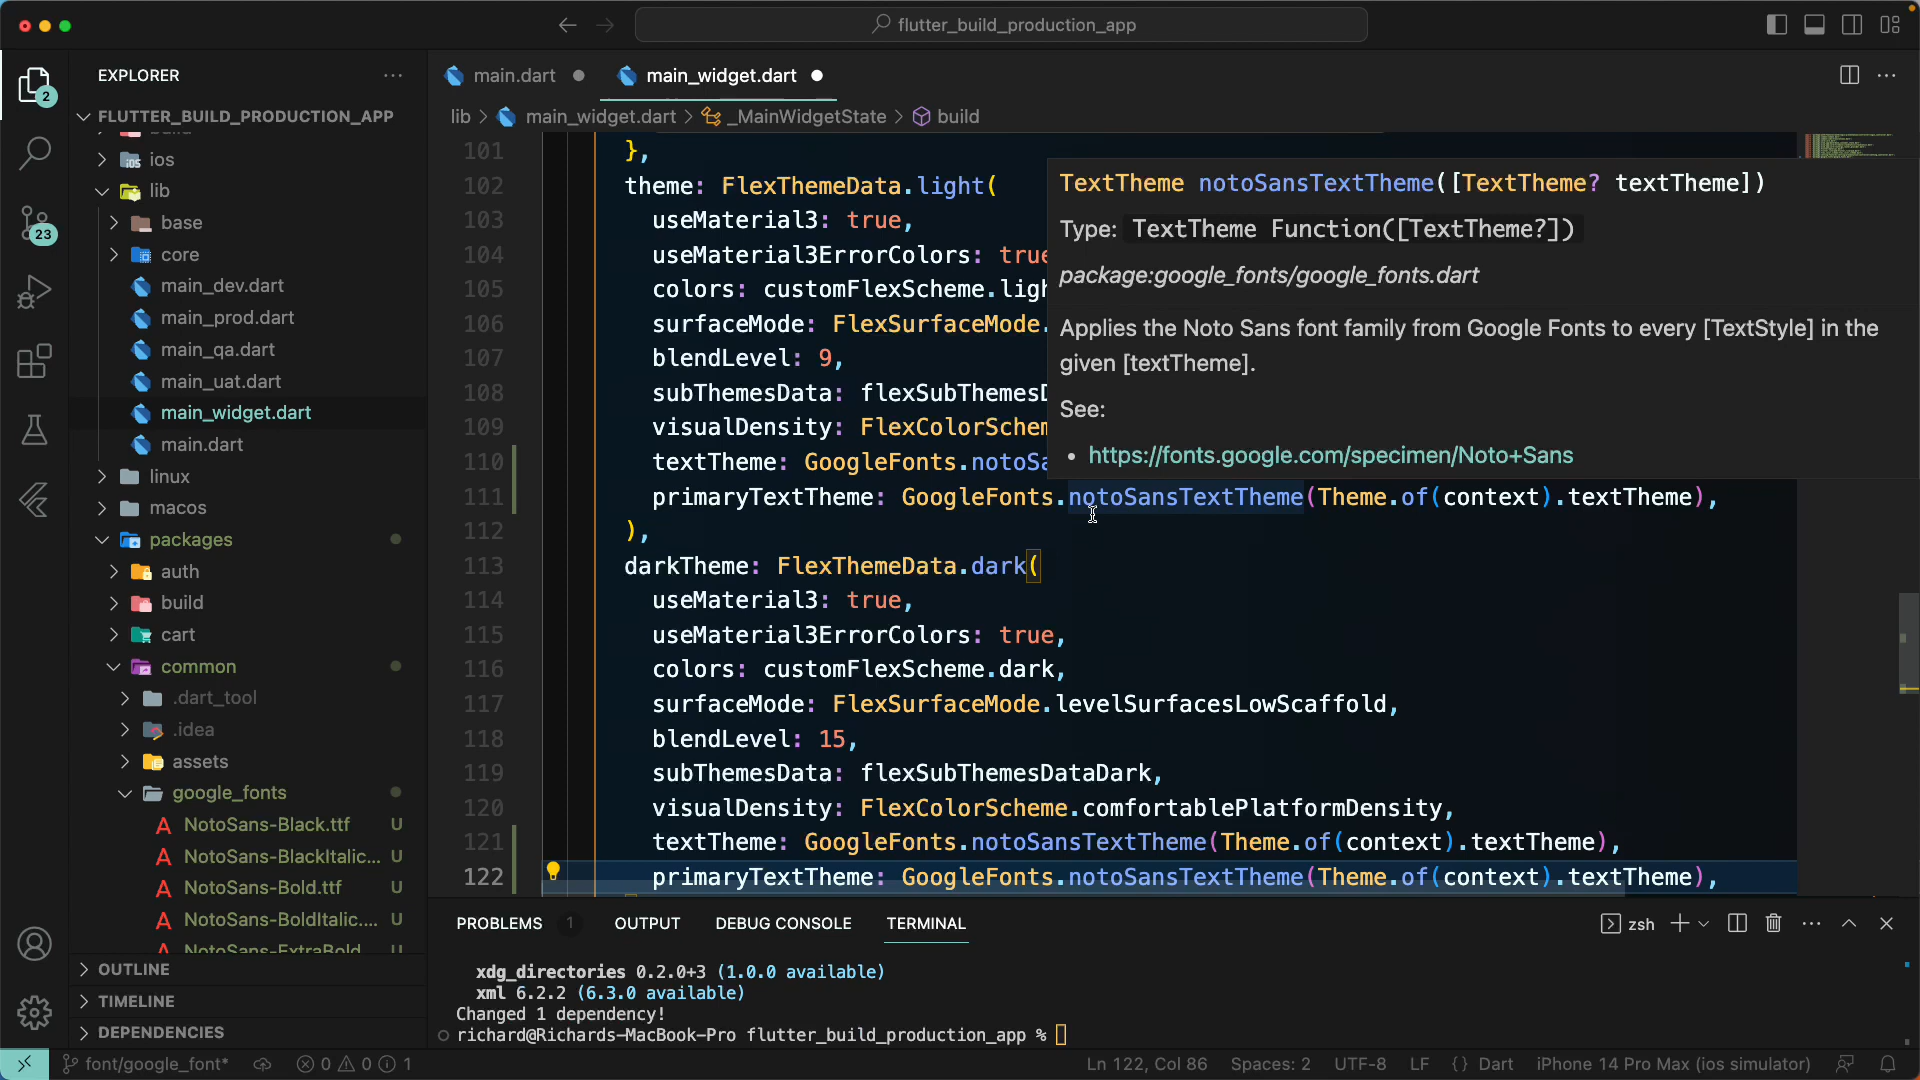 flutter_build_production_app
EXPLORER
FLUTTER_BUILD_PRODUCTION_APP
build
ios
lib
base
core
main_dev.dart
main_prod.dart
main_qa.dart
main_uat.dart
main_widget.dart
main.dart
linux
macos
packages
auth
build
cart
common
.dart_tool
.idea
assets
google_fonts
NotoSans-Black.ttf U
NotoSans-BlackItalic... U
NotoSans-Bold.ttf U
NotoSans-BoldItalic.... U
NotoSans-ExtraBold U
OUTLINE
TIMELINE
DEPENDENCIES
2
23
main.dart
main_widget.dart
lib > main_widget.dart > _MainWidgetState > build
101 },
102 theme: FlexThemeData.light(
103 useMaterial3: true,
104 useMaterial3ErrorColors: true
105 colors: customFlexScheme.ligh
106 surfaceMode: FlexSurfaceMode.
107 blendLevel: 9,
108 subThemesData: flexSubThemesD
109 visualDensity: FlexColorSchem
110 textTheme: GoogleFonts.notoSa
111 primaryTextTheme: GoogleFonts.notoSansTextTheme(Theme.of(context).textTheme),
112 ),
113 darkTheme: FlexThemeData.dark(
114 useMaterial3: true,
115 useMaterial3ErrorColors: true,
116 colors: customFlexScheme.dark,
117 surfaceMode: FlexSurfaceMode.levelSurfacesLowScaffold,
118 blendLevel: 15,
119 subThemesData: flexSubThemesDataDark,
120 visualDensity: FlexColorScheme.comfortablePlatformDensity,
121 textTheme: GoogleFonts.notoSansTextTheme(Theme.of(context).textTheme),
122 primaryTextTheme: GoogleFonts.notoSansTextTheme(Theme.of(context).textTheme),
TextTheme notoSansTextTheme([TextTheme? textTheme])
Type: TextTheme Function([TextTheme?])
package:google_fonts/google_fonts.dart
Applies the Noto Sans font family from Google Fonts to every [TextStyle] in the
given [textTheme].
See:
• https://fonts.google.com/specimen/Noto+Sans
PROBLEMS 1 OUTPUT DEBUG CONSOLE TERMINAL
zsh
xdg_directories 0.2.0+3 (1.0.0 available)
xml 6.2.2 (6.3.0 available)
Changed 1 dependency!
richard@Richards-MacBook-Pro flutter_build_production_app %
font/google_font* 0 0 1
Ln 122, Col 86 Spaces: 2 UTF-8 LF {} Dart iPhone 14 Pro Max (ios simulator)